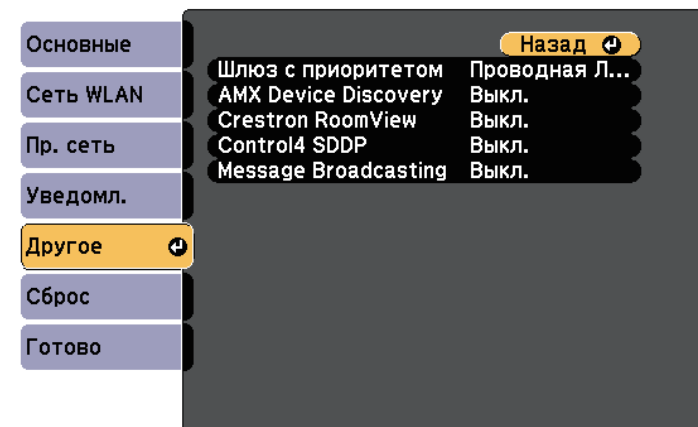 Основные
Сеть WLAN
Пр. сеть
Уведомл.
Другое
Сброс
Готово
Назад
Шлюз с приоритетом Проводная Л...
AMX Device Discovery Выкл.
Crestron RoomView Выкл.
Control4 SDDP Выкл.
Message Broadcasting Выкл.